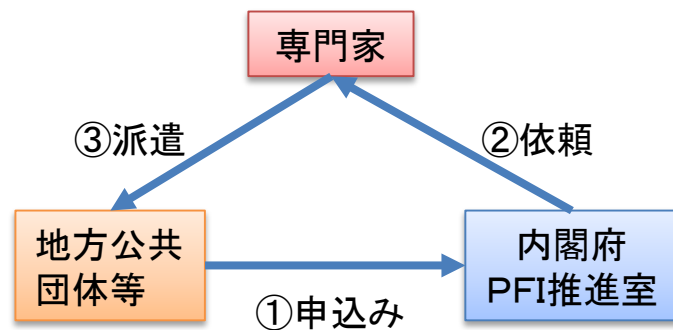 専門家
③派遣
②依頼
地方公共
団体等
内閣府
PFI推進室
①申込み